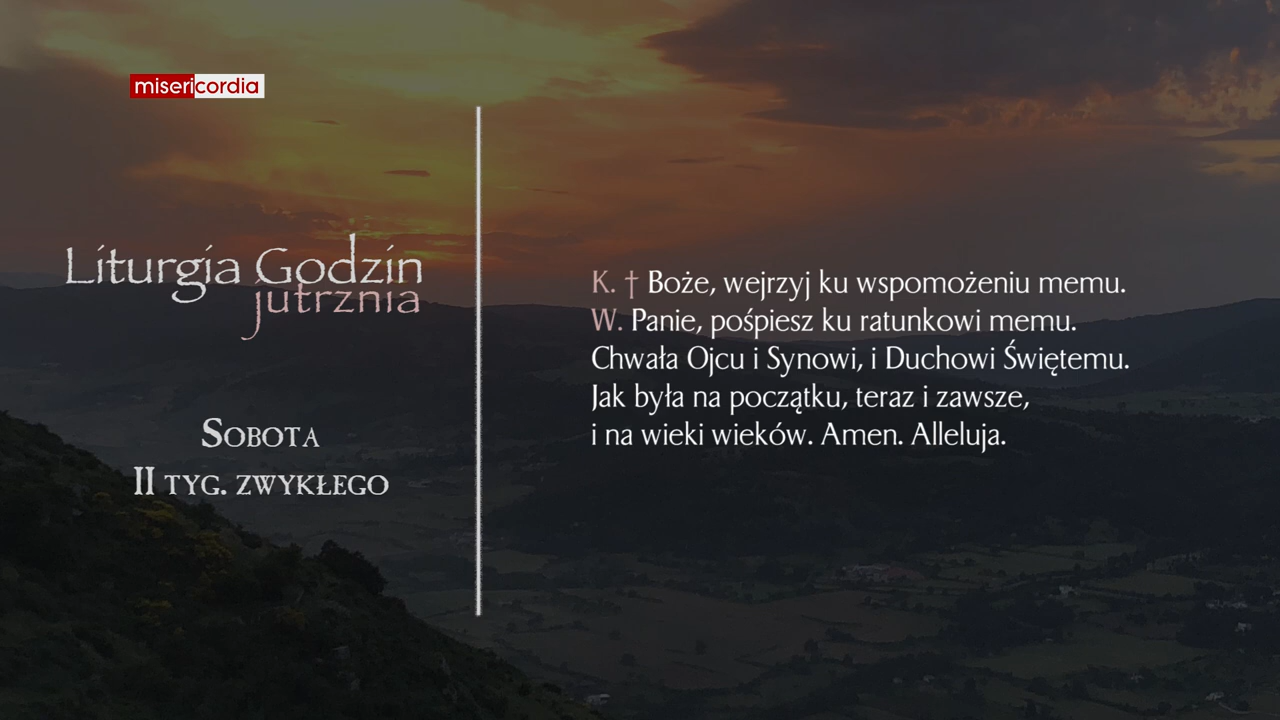 misericordia
Liturgia Godzin
jutrznia
Sobota
II tyg. zwykłego
K. † Boże, wejrzyj ku wspomożeniu memu.
W. Panie, pośpiesz ku ratunkowi memu.
Chwała Ojcu i Synowi, i Duchowi Świętemu.
Jak była na początku, teraz i zawsze,
i na wieki wieków. Amen. Alleluja.